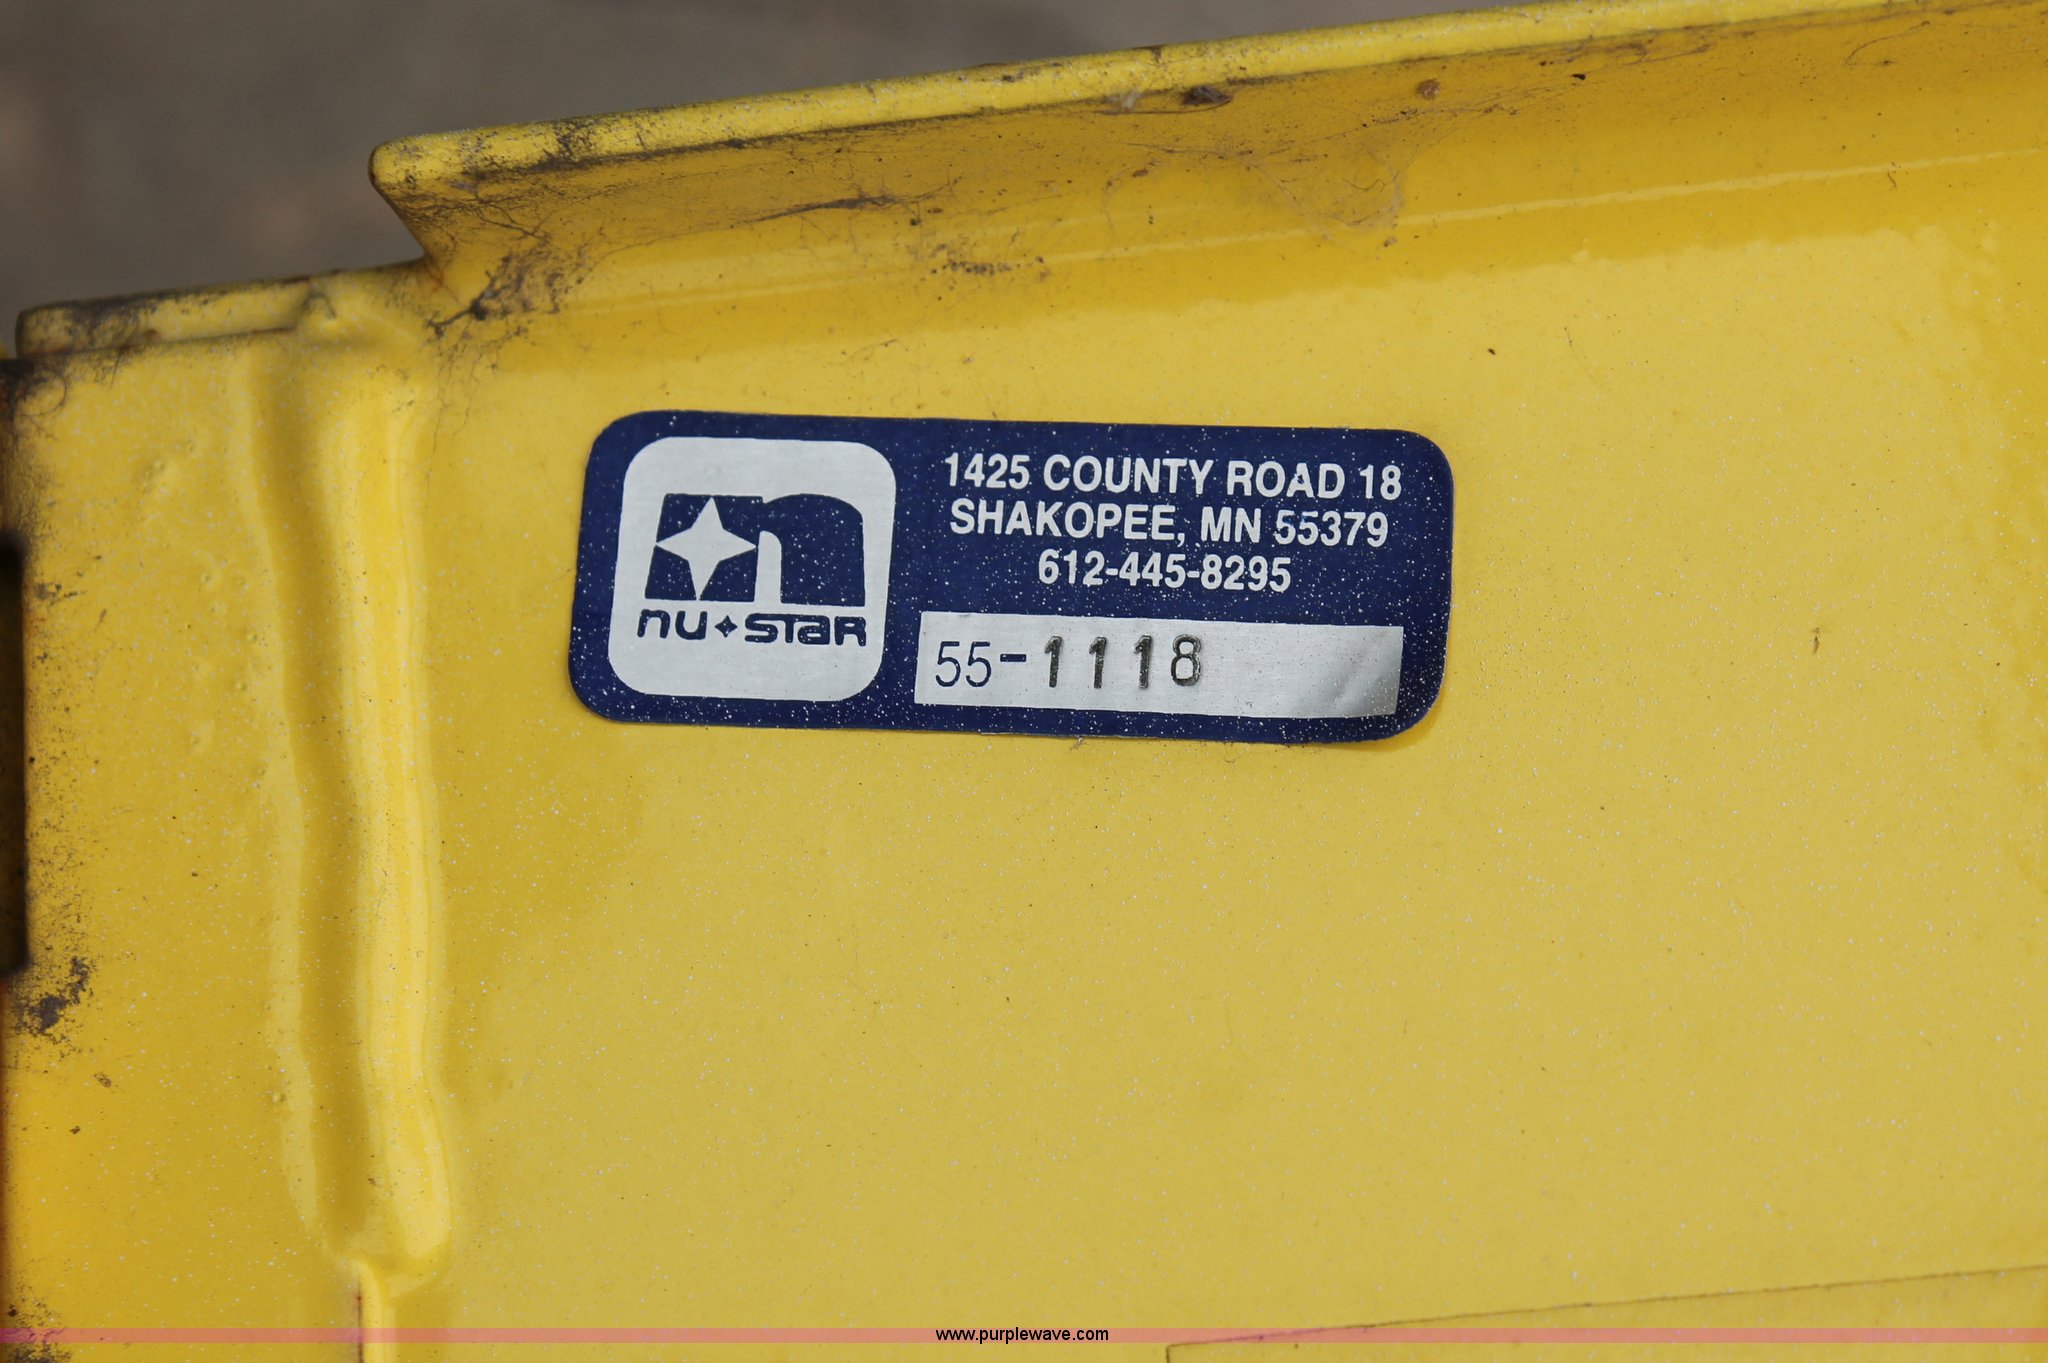 1425 COUNTY ROAD 18
SHAKOPEE, MN 55379
612-445-8295
nu✦STaR
55-1118
www.purplewave.com